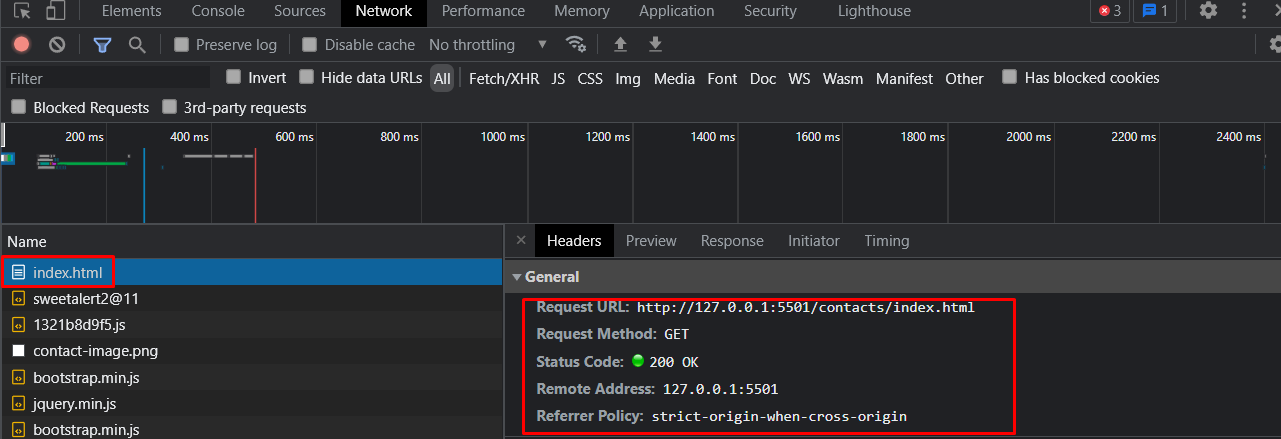 Elements Console Sources Network Performance Memory Application Security Lighthouse 3 1
Preserve log Disable cache No throttling
Filter Invert Hide data URLs All Fetch/XHR JS CSS Img Media Font Doc WS Wasm Manifest Other Has blocked cookies
Blocked Requests 3rd-party requests
200 ms 400 ms 600 ms 800 ms 1000 ms 1200 ms 1400 ms 1600 ms 1800 ms 2000 ms 2200 ms 2400 ms
Name
index.html
sweetalert2@11
1321b8d9f5.js
contact-image.png
bootstrap.min.js
jquery.min.js
bootstrap.min.js
Headers Preview Response Initiator Timing
General
Request URL: http://127.0.0.1:5501/contacts/index.html
Request Method: GET
Status Code: 200 OK
Remote Address: 127.0.0.1:5501
Referrer Policy: strict-origin-when-cross-origin